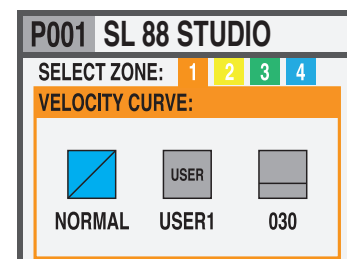 P001 SL 88 STUDIO
SELECT ZONE: 1 2 3 4
VELOCITY CURVE:
USER
NORMAL USER1 030